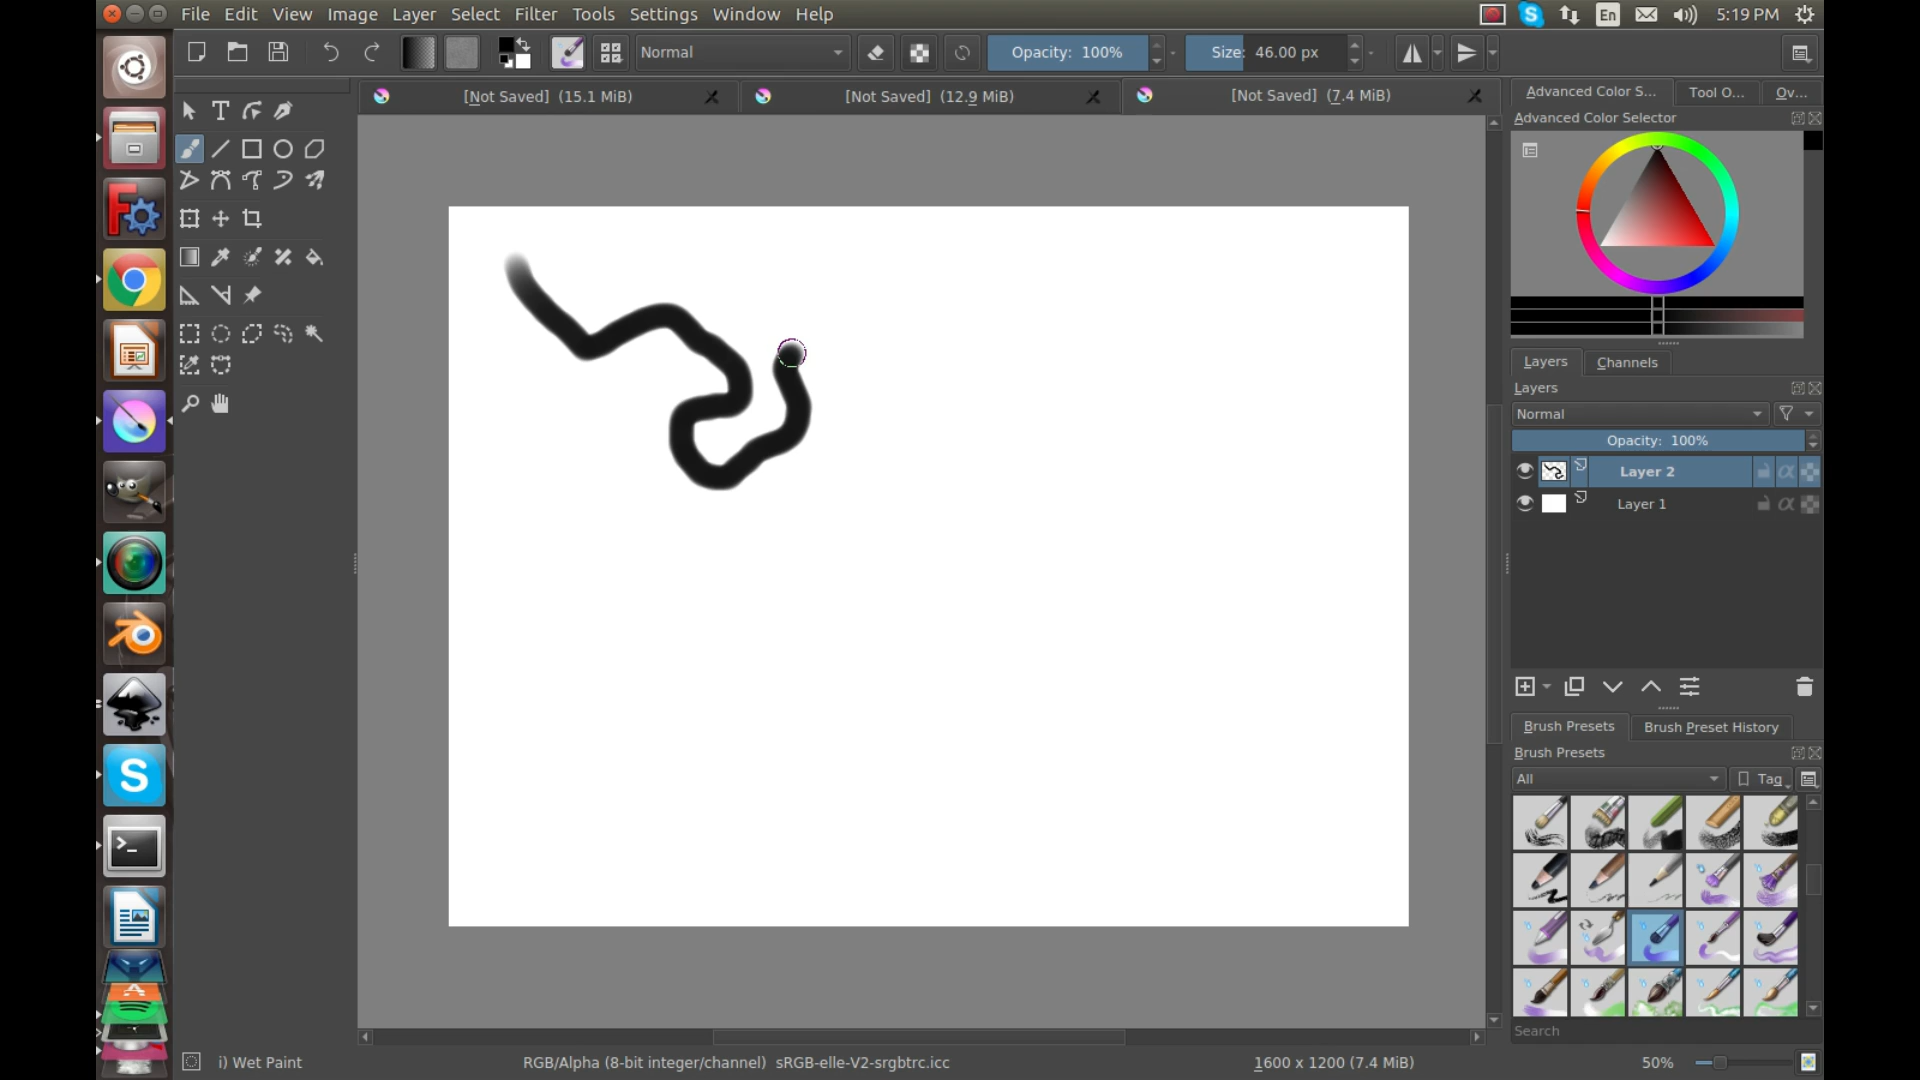 File Edit View Image Layer Select Filter Tools Settings Window Help
En 5:19 PM
Normal
Opacity: 100%
Size: 46.00 px
[Not Saved] (15.1 MiB)
[Not Saved] (12.9 MiB)
[Not Saved] (7.4 MiB)
Advanced Color S... Tool O... Ov...
Advanced Color Selector
Layers Channels
Layers
Normal
Opacity: 100%
Layer 2
Layer 1
Brush Presets Brush Preset History
Brush Presets
All Tag
Search
i) Wet Paint
RGB/Alpha (8-bit integer/channel) sRGB-elle-V2-srgbtrc.icc
1600 x 1200 (7.4 MiB)
50%